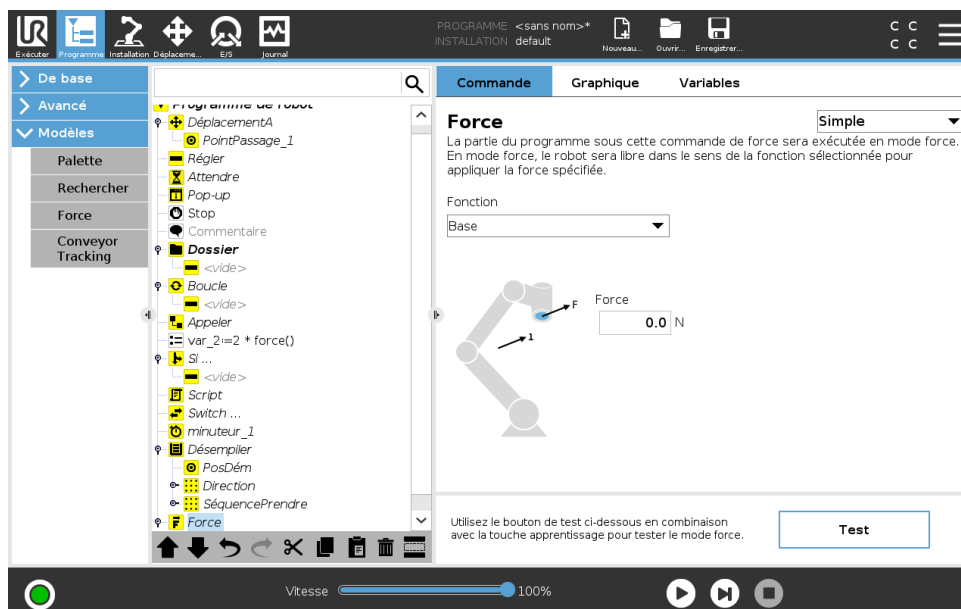 PROGRAMME <sans nom>*
INSTALLATION default
Exécuter Programme Installation Déplaceme... E/S Journal
Nouveau... Ouvrir... Enregistrer...
C C
C C
De base
Avancé
Modèles
Palette
Rechercher
Force
Conveyor
Tracking
Programme de robot
DéplacementA
PointPassage_1
Régler
Attendre
Pop-up
Stop
Commentaire
Dossier
<vide>
Boucle
<vide>
Appeler
var_2:=2 * force()
Si ...
<vide>
Script
Switch ...
minuteur_1
Désempiler
PosDém
Direction
SéquencePrendre
Force
Commande Graphique Variables
Force
Simple
La partie du programme sous cette commande de force sera exécutée en mode force.
En mode force, le robot sera libre dans le sens de la fonction sélectionnée pour
appliquer la force spécifiée.
Fonction
Base
F
1
Force
0.0 N
Utilisez le bouton de test ci-dessous en combinaison
avec la touche apprentissage pour tester le mode force.
Test
Vitesse 100%